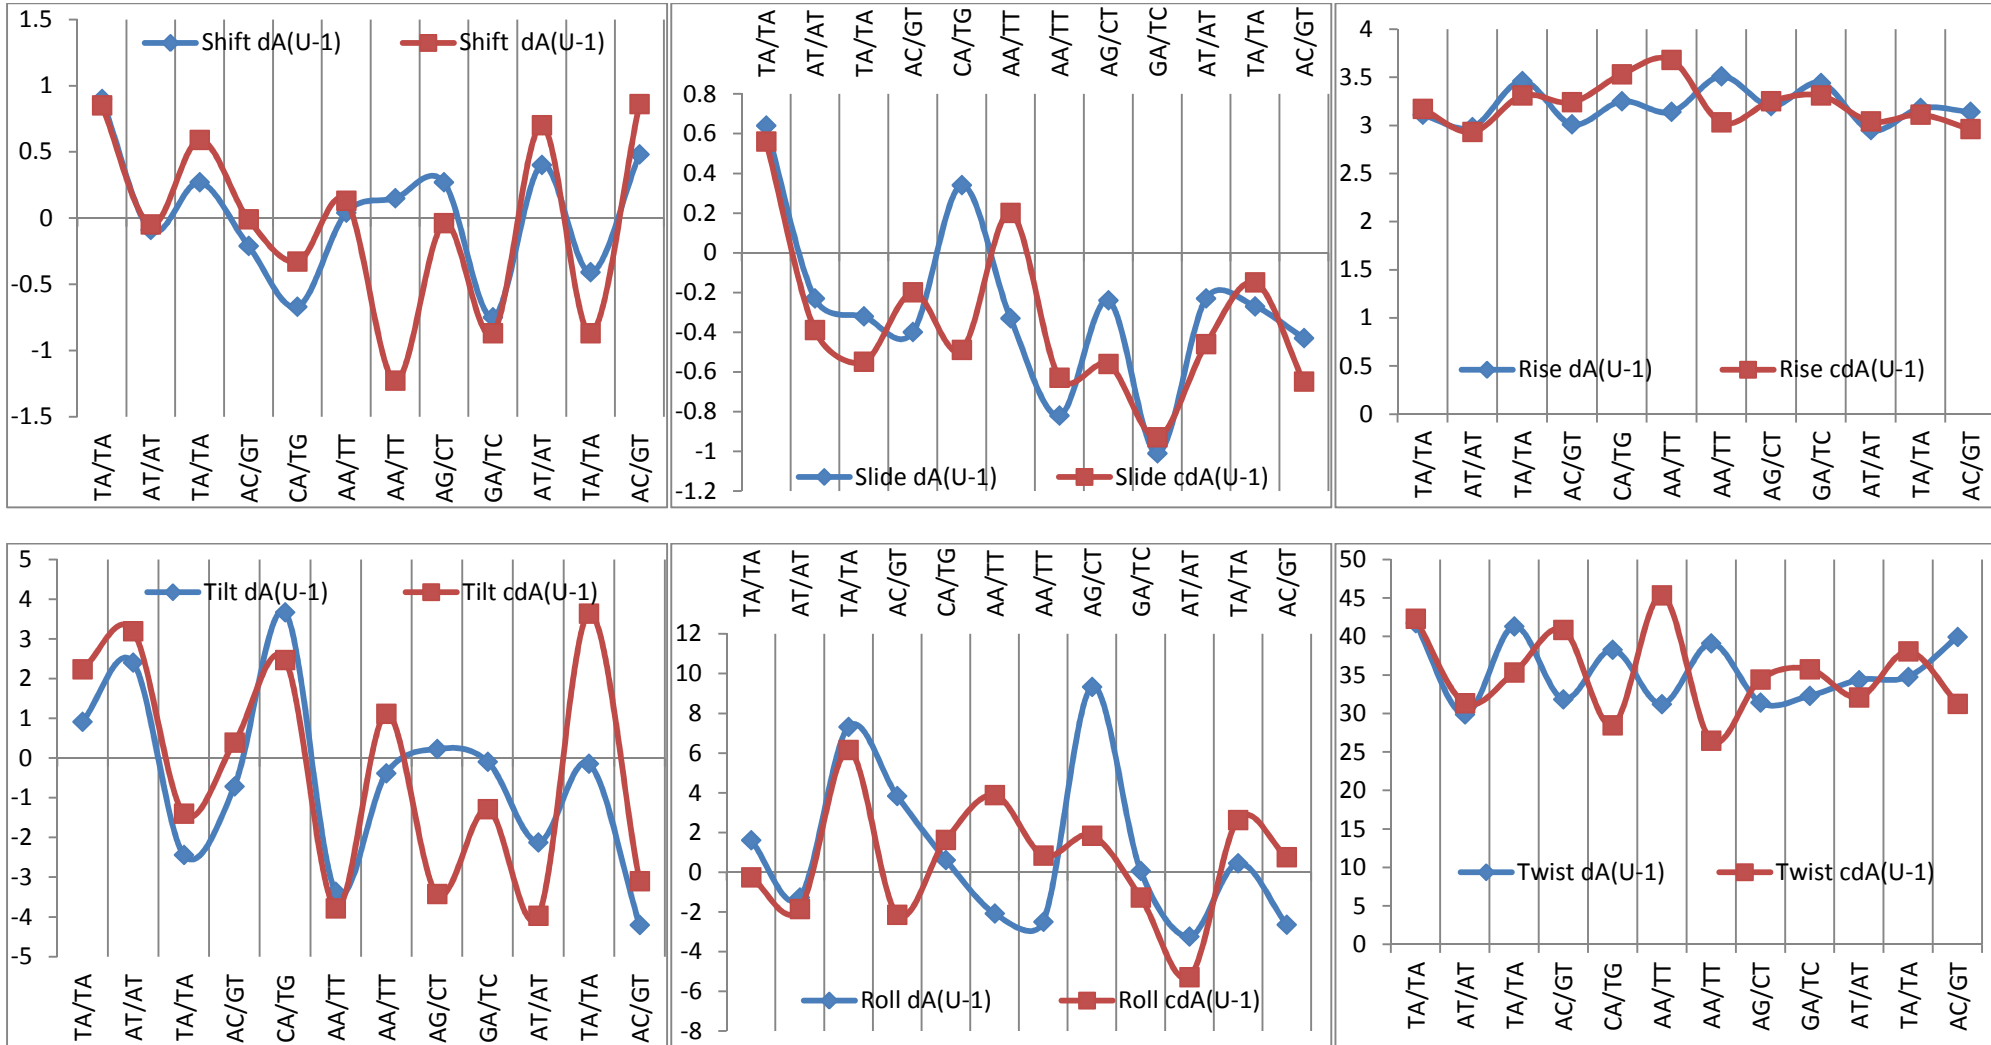 1.5
1
0.5
0
-0.5
-1
-1.5
Shift dA(U-1)
Shift dA(U-1)
TA/TA
AT/AT
TA/TA
AC/GT
CA/TG
AA/TT
AA/TT
AG/CT
GA/TC
AT/AT
TA/TA
AC/GT
TA/TA
AT/AT
TA/TA
AC/GT
CA/TG
AA/TT
AA/TT
AG/CT
GA/TC
AT/AT
TA/TA
AC/GT
0.8
0.6
0.4
0.2
0
-0.2
-0.4
-0.6
-0.8
-1
-1.2
Slide dA(U-1)
Slide cdA(U-1)
4
3.5
3
2.5
2
1.5
1
0.5
0
Rise dA(U-1)
Rise cdA(U-1)
TA/TA
AT/AT
TA/TA
AC/GT
CA/TG
AA/TT
AA/TT
AG/CT
GA/TC
AT/AT
TA/TA
AC/GT
5
4
3
2
1
0
-1
-2
-3
-4
-5
Tilt dA(U-1)
Tilt cdA(U-1)
TA/TA
AT/AT
TA/TA
AC/GT
CA/TG
AA/TT
AA/TT
AG/CT
GA/TC
AT/AT
TA/TA
AC/GT
TA/TA
AT/AT
TA/TA
AC/GT
CA/TG
AA/TT
AA/TT
AG/CT
GA/TC
AT/AT
TA/TA
AC/GT
12
10
8
6
4
2
0
-2
-4
-6
-8
Roll dA(U-1)
Roll cdA(U-1)
50
45
40
35
30
25
20
15
10
5
0
Twist dA(U-1)
Twist cdA(U-1)
TA/TA
AT/AT
TA/TA
AC/GT
CA/TG
AA/TT
AA/TT
AG/CT
GA/TC
AT/AT
TA/TA
AC/GT